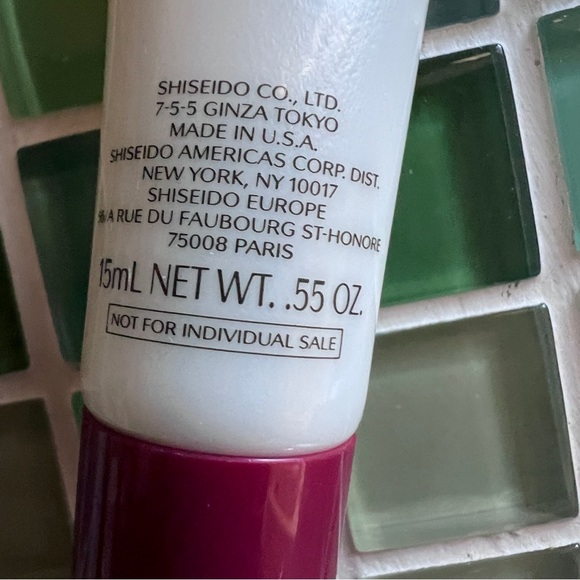 SHISEIDO CO., LTD.
7-5-5 GINZA TOKYO
MADE IN U.S.A.
SHISEIDO AMERICAS CORP. DIST.
NEW YORK, NY 10017
SHISEIDO EUROPE
A RUE DU FAUBOURG ST-HONORE
75008 PARIS
15mL NET WT. .55 OZ.
NOT FOR INDIVIDUAL SALE